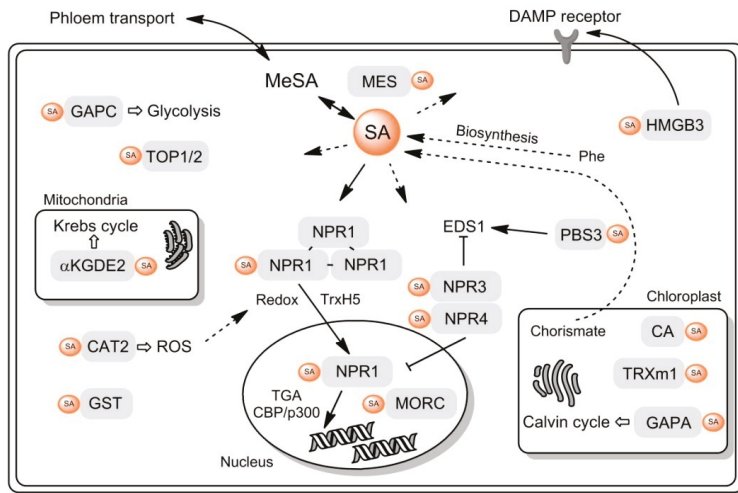 Phloem transport
DAMP receptor
MeSA
MES SA
SA GAPC ⇨ Glycolysis
SA
SA HMGB3
Biosynthesis
Phe
SA TOP1/2
Mitochondria
Krebs cycle
αKGDE2 SA
NPR1
SA NPR1 – NPR1
EDS1
PBS3 SA
Redox TrxH5
SA NPR3
SA NPR4
Chloroplast
Chorismate
CA SA
TRXm1 SA
Calvin cycle ⇦ GAPA SA
SA CAT2 ⇨ ROS
SA GST
SA NPR1
TGA
CBP/p300
SA MORC
Nucleus